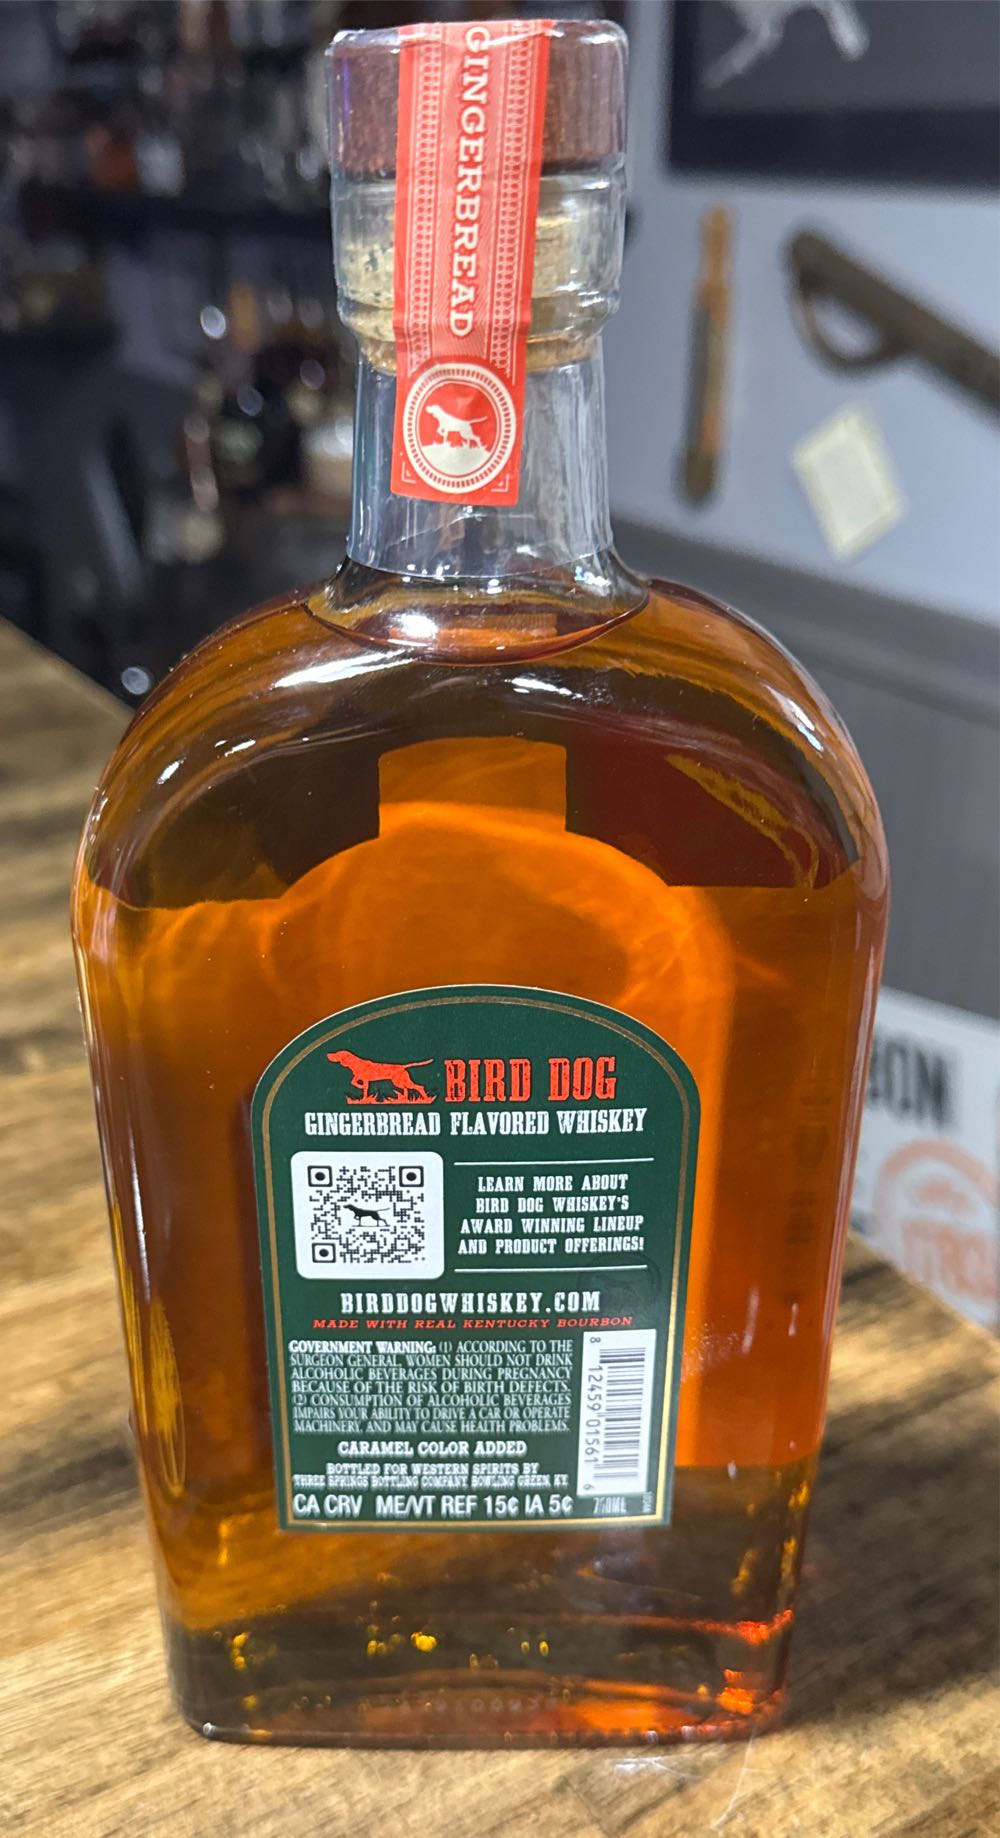 GINGERBREAD
BIRD DOG
GINGERBREAD FLAVORED WHISKEY
LEARN MORE ABOUT
BIRD DOG WHISKEY'S
AWARD WINNING LINEUP
AND PRODUCT OFFERINGS!
BIRDDOGWHISKEY.COM
MADE WITH REAL KENTUCKY BOURBON
GOVERNMENT WARNING: (1) ACCORDING TO THE
SURGEON GENERAL, WOMEN SHOULD NOT DRINK
ALCOHOLIC BEVERAGES DURING PREGNANCY
BECAUSE OF THE RISK OF BIRTH DEFECTS.
(2) CONSUMPTION OF ALCOHOLIC BEVERAGES
IMPAIRS YOUR ABILITY TO DRIVE A CAR OR OPERATE
MACHINERY, AND MAY CAUSE HEALTH PROBLEMS.
CARAMEL COLOR ADDED
BOTTLED FOR WESTERN SPIRITS BY
THREE SPRINGS BOTTLING COMPANY BOWLING GREEN, KY
CA CRV ME/VT REF 15¢ IA 5¢
8 12459 01561 6
750ML